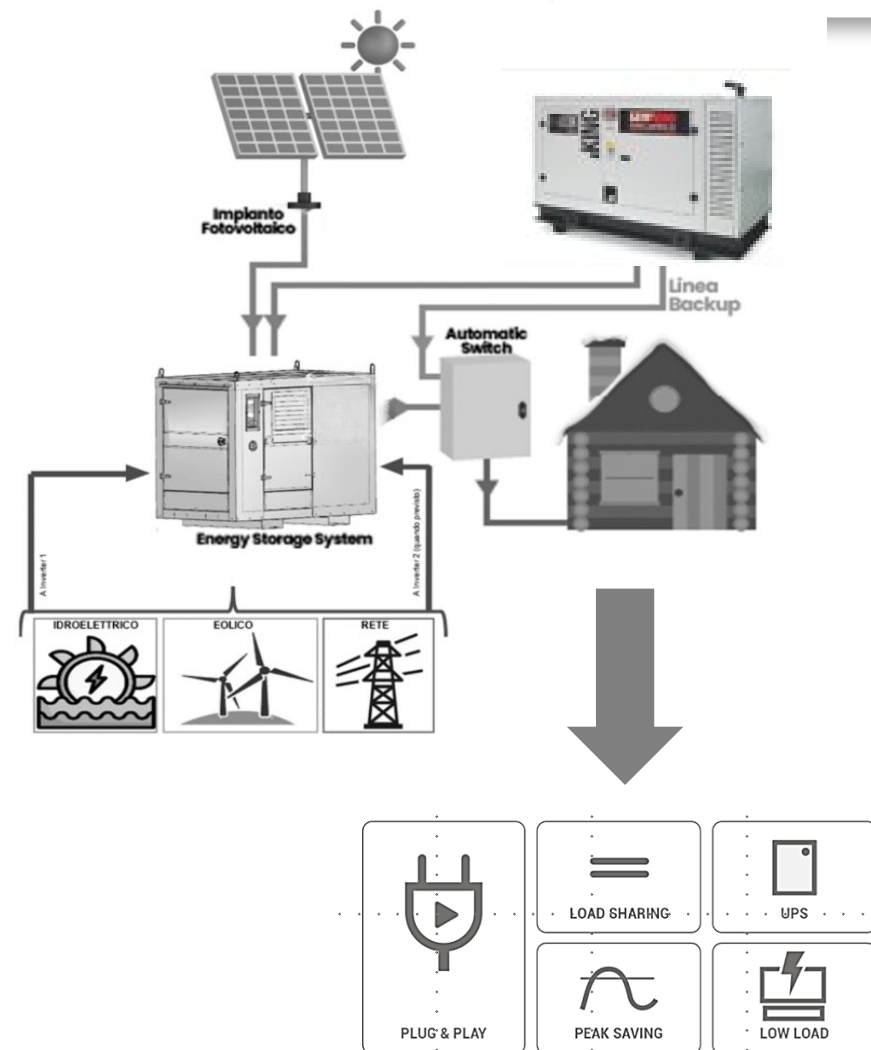 Impianto
Fotovoltaico
KING
Linea
Backup
Automatic
Switch
Energy Storage System
A Inverter 1
A Inverter 2 (quando previsto)
IDROELETTRICO
EOLICO
RETE
LOAD SHARING
UPS
PLUG & PLAY
PEAK SAVING
LOW LOAD